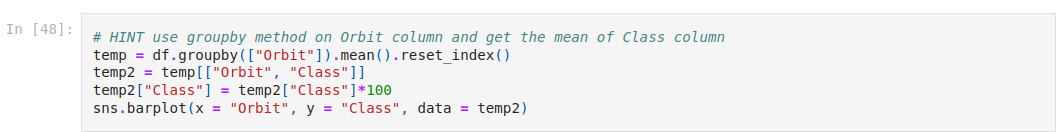 In [48]:
# HINT use groupby method on Orbit column and get the mean of Class column
temp = df.groupby(["Orbit"]).mean().reset_index()
temp2 = temp[["Orbit", "Class"]]
temp2["Class"] = temp2["Class"]*100
sns.barplot(x = "Orbit", y = "Class", data = temp2)